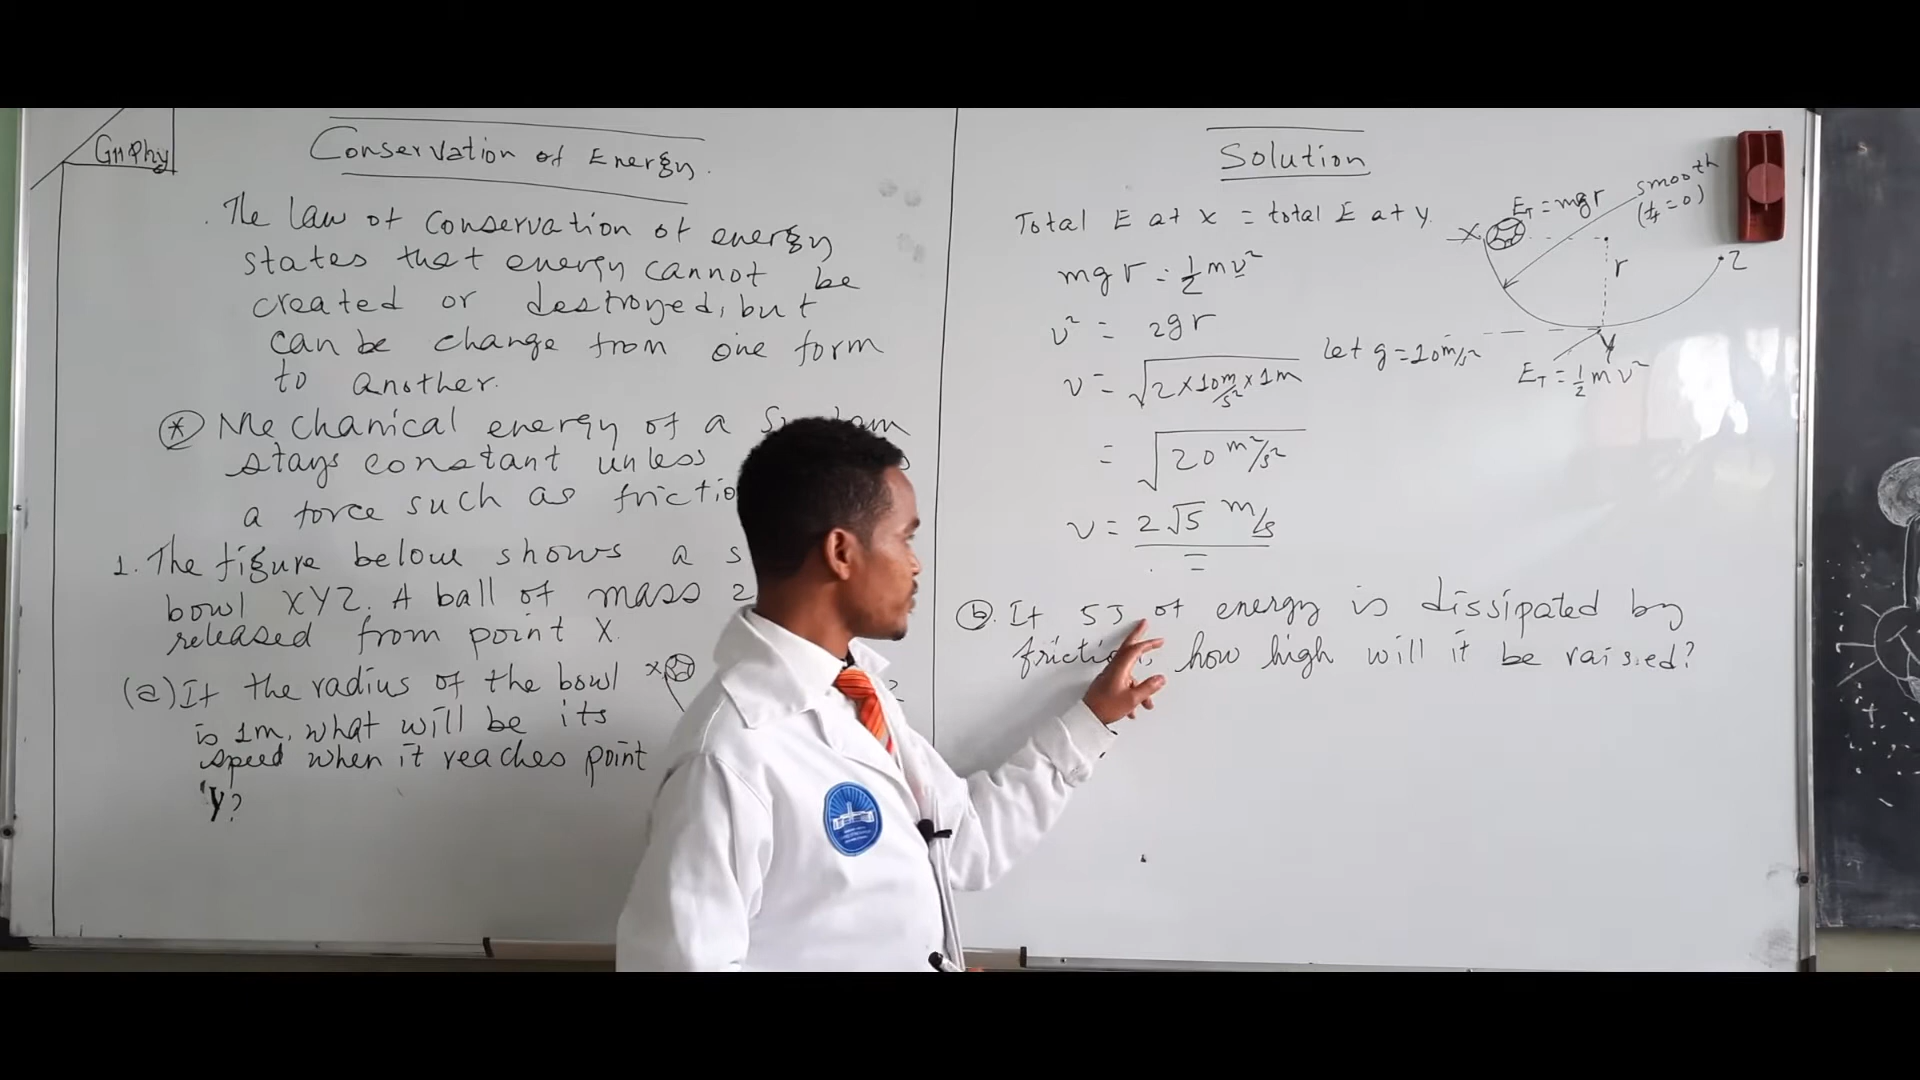 G11 Phy
Conservation of Energy.
The law of conservation of energy
states that energy cannot be
created or destroyed, but
can be change from one form
to another.
* Mechanical energy of a
stays constant unless
a force such as
1. The figure below shows a
bowl XYZ. A ball of mass 2
released from point X.
(a) If the radius of the bowl
is 1m, what will be its
speed when it reaches point
Y?
X
Z
Solution
Total E at X = total E at Y.
mgr = 1/2 mv²
v² = 2gr
v = √2×10m/s²×1m
let g=10m/s²
= √20 m²/s²
v = 2√5 m/s
X
E_T = mgr
smooth
(f_f=0)
r
Z
Y
E_T = 1/2 mv²
(b). If 5J of energy is dissipated by
friction, how high will it be raised?